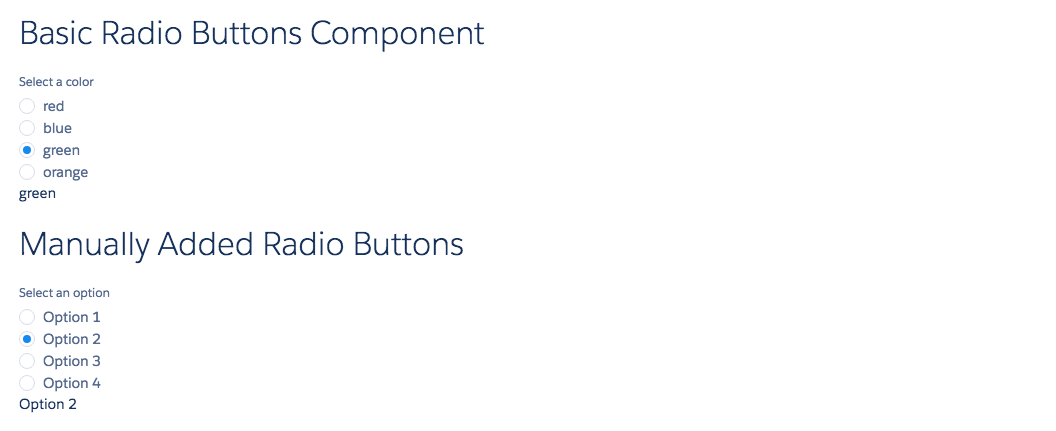 Basic Radio Buttons Component
Select a color
red
blue
green
orange
green
Manually Added Radio Buttons
Select an option
Option 1
Option 2
Option 3
Option 4
Option 2